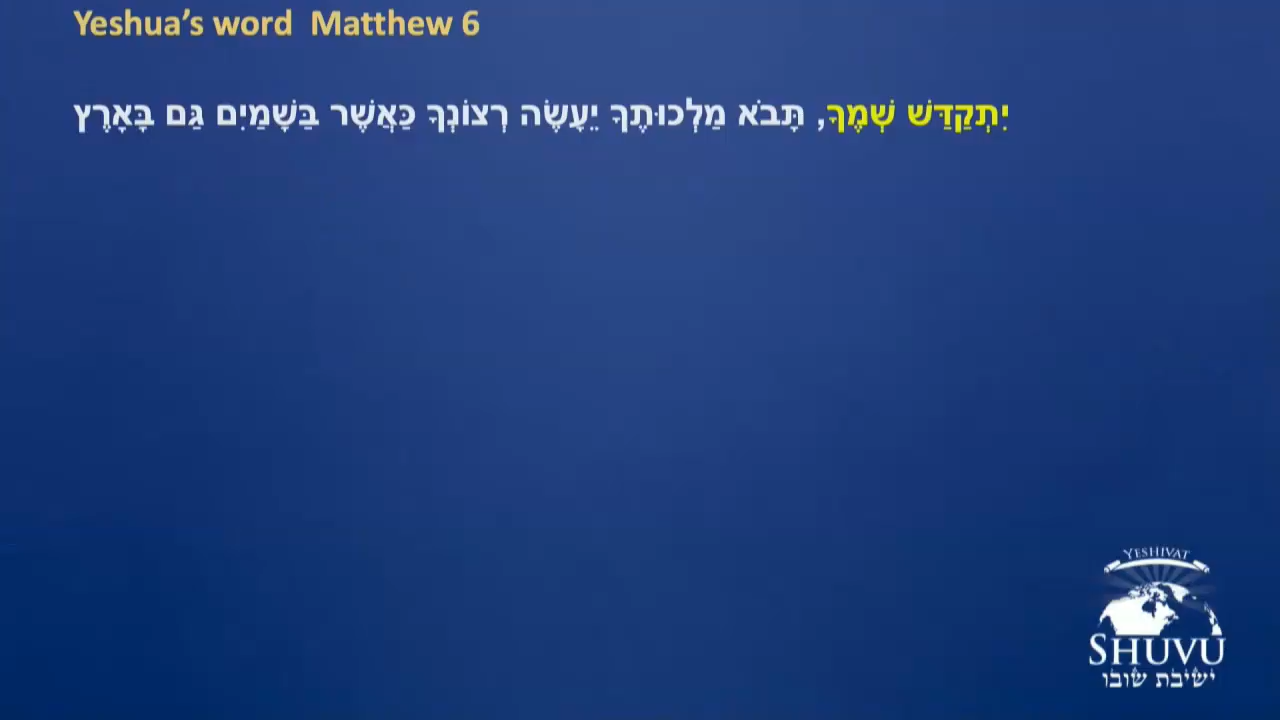 Yeshua's word Matthew 6
יִתְקַדַּשׁ שְׁמֶךָ, תָּבֹא מַלְכוּתֶךָ יֵעָשֶׂה רְצוֹנְךָ כַּאֲשֶׁר בַּשָּׁמַיִם גַּם בָּאָרֶץ
YESHIVAT
SHUVU
ישיבת שובו